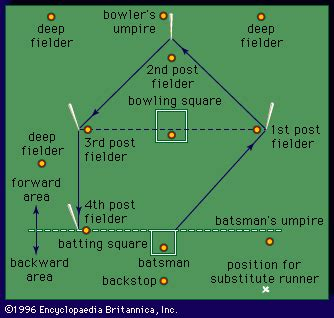 bowler's
umpire
deep
fielder
deep
fielder
2nd post
fielder
bowling square
3rd post
fielder
1st post
fielder
deep
fielder
forward
area
4th post
fielder
batting square
batsman's umpire
backward
area
batsman
backstop
position for
substitute runner
©1996 Encyclopaedia Britannica, Inc.